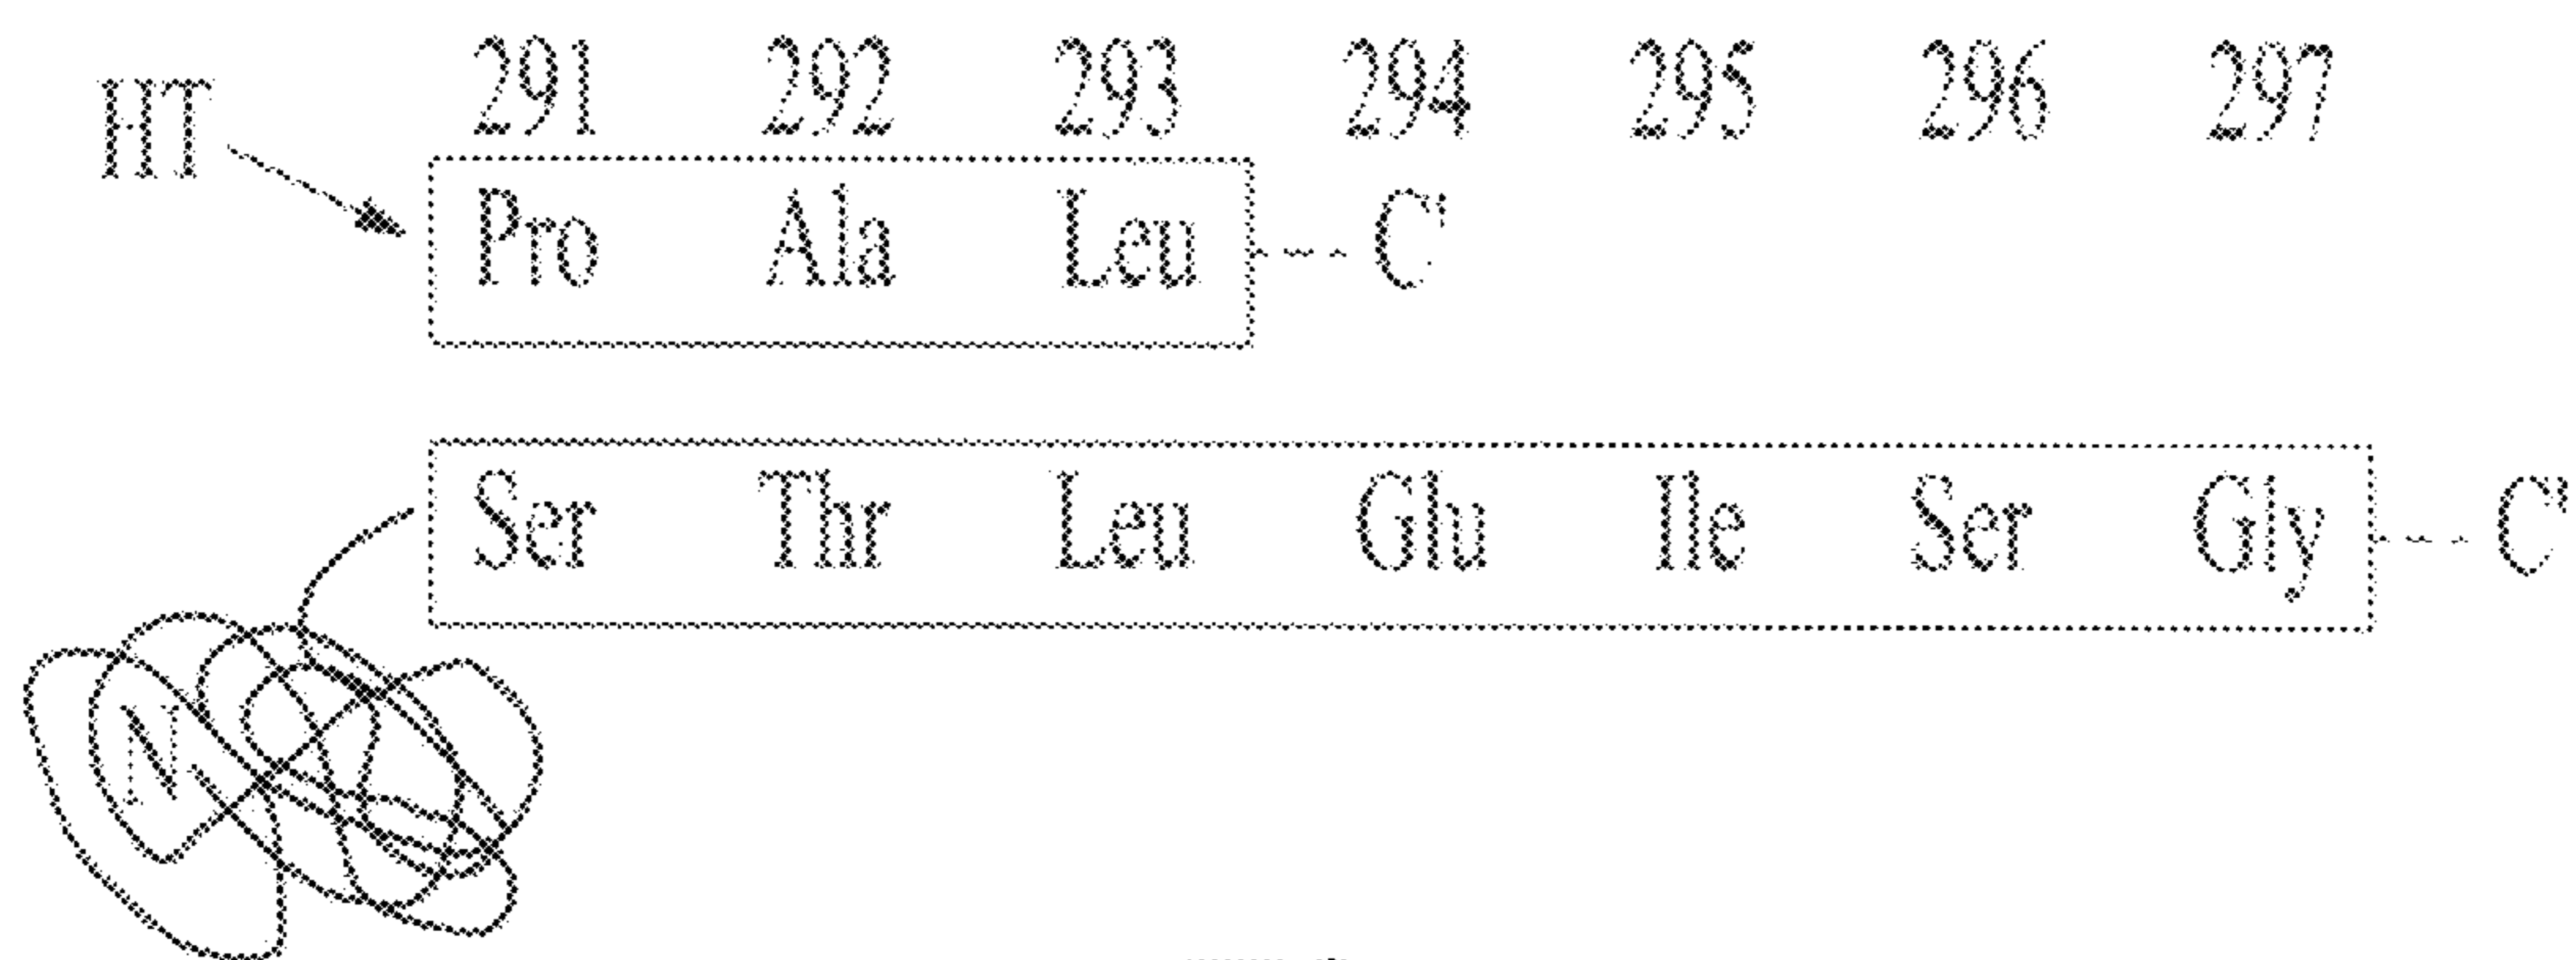 HT 291 292 293 294 295 296 297
Pro Ala Leu C'
Ser Thr Leu Glu Ile Ser Gly C'
N